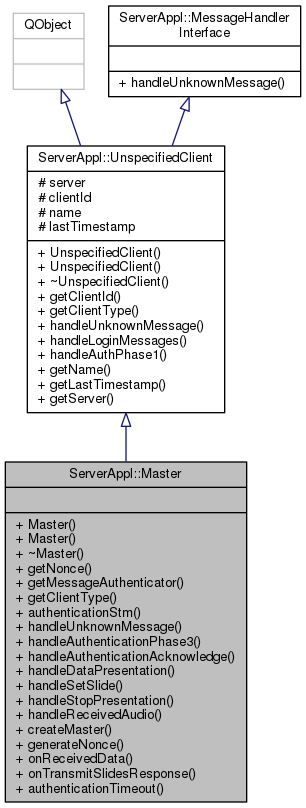 QObject
ServerAppl::MessageHandler
Interface
+ handleUnknownMessage()
ServerAppl::UnspecifiedClient
# server
# clientId
# name
# lastTimestamp
+ UnspecifiedClient()
+ UnspecifiedClient()
+ ~UnspecifiedClient()
+ getClientId()
+ getClientType()
+ handleUnknownMessage()
+ handleLoginMessages()
+ handleAuthPhase1()
+ getName()
+ getLastTimestamp()
+ getServer()
ServerAppl::Master
+ Master()
+ Master()
+ ~Master()
+ getNonce()
+ getMessageAuthenticator()
+ getClientType()
+ authenticationStm()
+ handleUnknownMessage()
+ handleAuthenticationPhase3()
+ handleAuthenticationAcknowledge()
+ handleDataPresentation()
+ handleSetSlide()
+ handleStopPresentation()
+ handleReceivedAudio()
+ createMaster()
+ generateNonce()
+ onReceivedData()
+ onTransmitSlidesResponse()
+ authenticationTimeout()